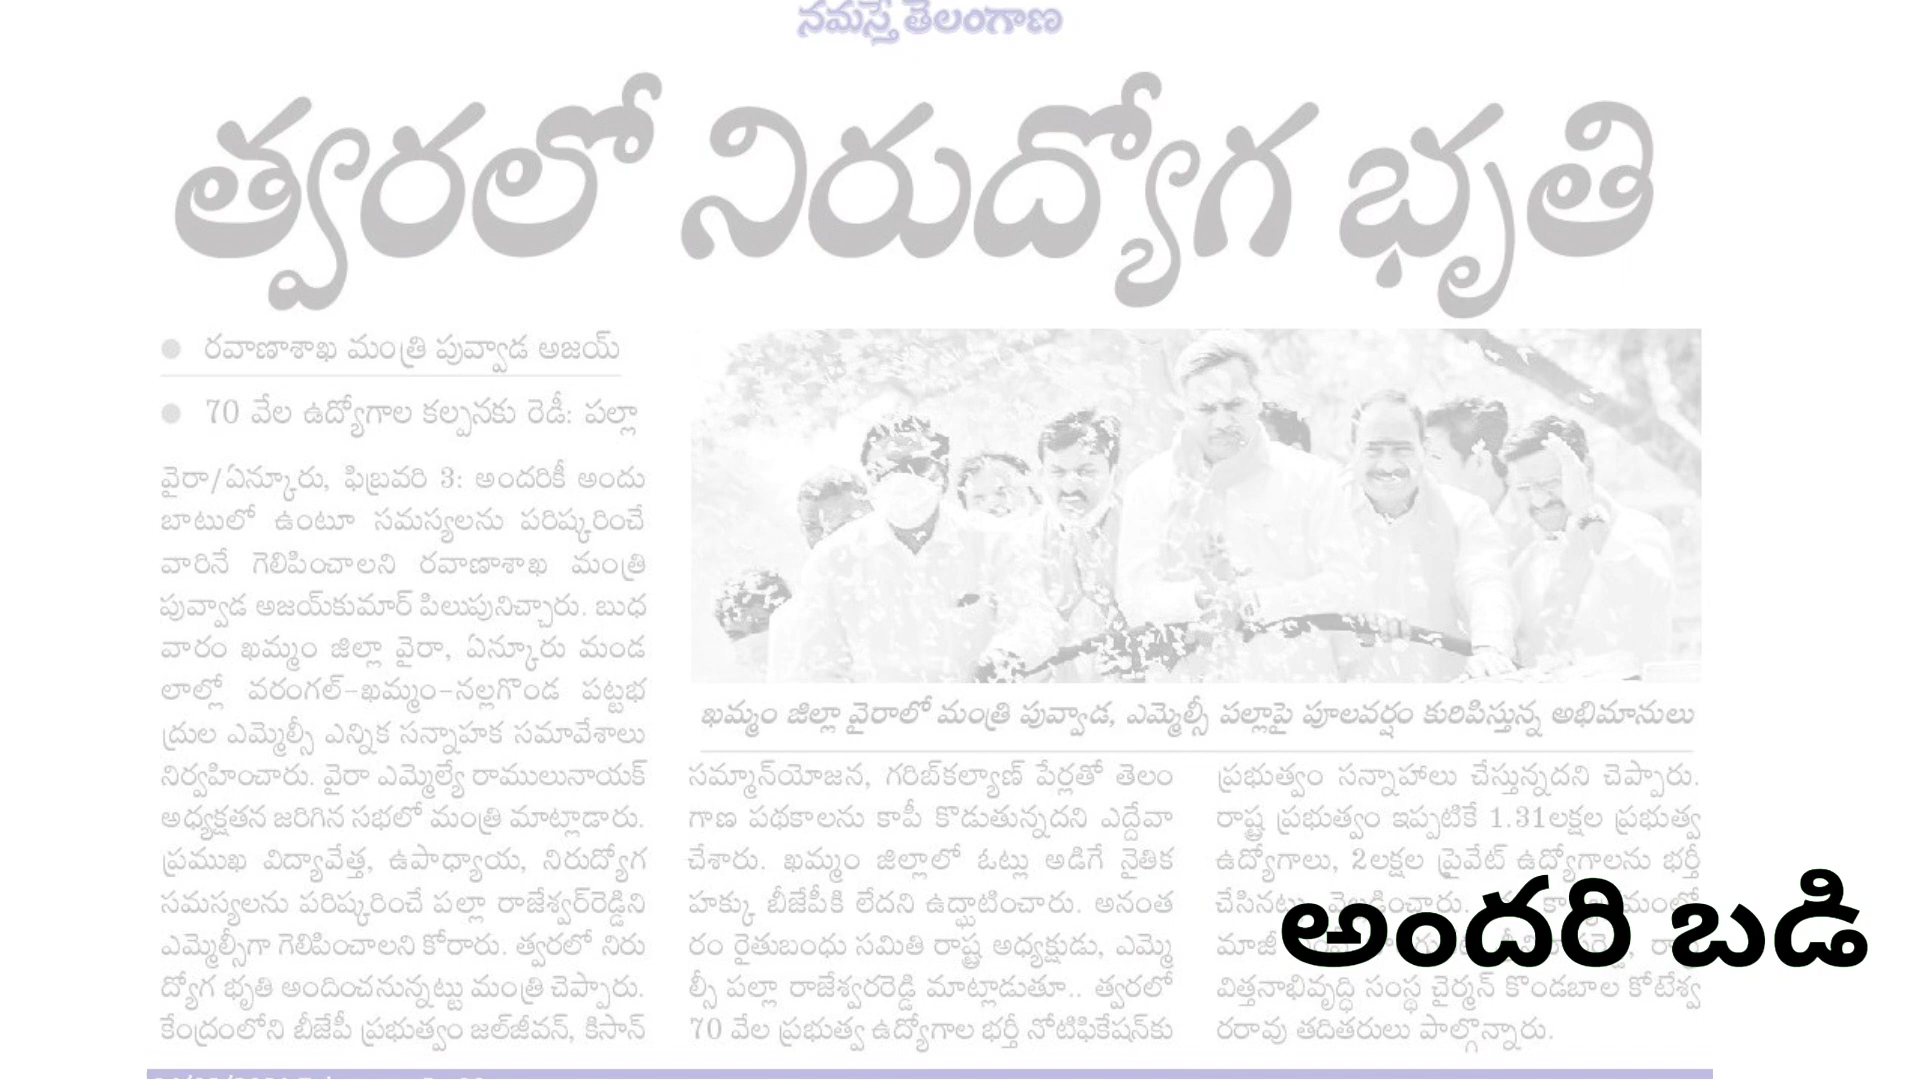 నమస్తే తెలంగాణ
త్వరలో నిరుద్యోగ భృతి
● రవాణాశాఖ మంత్రి పువ్వాడ అజయ్
● 70 వేల ఉద్యోగాల కల్పనకు రెడీ: పల్లా
వైరా/ఏన్కూరు, ఫిబ్రవరి 3: అందరికీ అందు
బాటులో ఉంటూ సమస్యలను పరిష్కరించే
వారినే గెలిపించాలని రవాణాశాఖ మంత్రి
పువ్వాడ అజయ్‌కుమార్ పిలుపునిచ్చారు. బుధ
వారం ఖమ్మం జిల్లా వైరా, ఏన్కూరు మండ
లాల్లో వరంగల్-ఖమ్మం-నల్లగొండ పట్టభ
ద్రుల ఎమ్మెల్సీ ఎన్నిక సన్నాహక సమావేశాలు
నిర్వహించారు. వైరా ఎమ్మెల్యే రాములునాయక్
అధ్యక్షతన జరిగిన సభలో మంత్రి మాట్లాడారు.
ప్రముఖ విద్యావేత్త, ఉపాధ్యాయ, నిరుద్యోగ
సమస్యలను పరిష్కరించే పల్లా రాజేశ్వర్‌రెడ్డిని
ఎమ్మెల్సీగా గెలిపించాలని కోరారు. త్వరలో నిరు
ద్యోగ భృతి అందించనున్నట్టు మంత్రి చెప్పారు.
కేంద్రంలోని బీజేపీ ప్రభుత్వం జల్‌జీవన్, కిసాన్
ఖమ్మం జిల్లా వైరాలో మంత్రి పువ్వాడ, ఎమ్మెల్సీ పల్లాపై పూలవర్షం కురిపిస్తున్న అభిమానులు
సమ్మాన్‌యోజన, గరిబ్‌కల్యాణ్ పేర్లతో తెలం
గాణ పథకాలను కాపీ కొడుతున్నదని ఎద్దేవా
చేశారు. ఖమ్మం జిల్లాలో ఓట్లు అడిగే నైతిక
హక్కు బీజేపీకి లేదని ఉద్ఘాటించారు. అనంత
రం రైతుబంధు సమితి రాష్ట్ర అధ్యక్షుడు, ఎమ్మె
ల్సీ పల్లా రాజేశ్వరరెడ్డి మాట్లాడుతూ.. త్వరలో
70 వేల ప్రభుత్వ ఉద్యోగాల భర్తీ నోటిఫికేషన్‌కు
ప్రభుత్వం సన్నాహాలు చేస్తున్నదని చెప్పారు.
రాష్ట్ర ప్రభుత్వం ఇప్పటికే 1.31లక్షల ప్రభుత్వ
ఉద్యోగాలు, 2లక్షల ప్రైవేట్ ఉద్యోగాలను భర్తీ
చేసినట్టు వెల్లడించారు.
మాజీ
విత్తనాభివృద్ధి సంస్థ చైర్మన్ కొండబాల కోటేశ్వ
రరావు తదితరులు పాల్గొన్నారు.
అందరి బడి